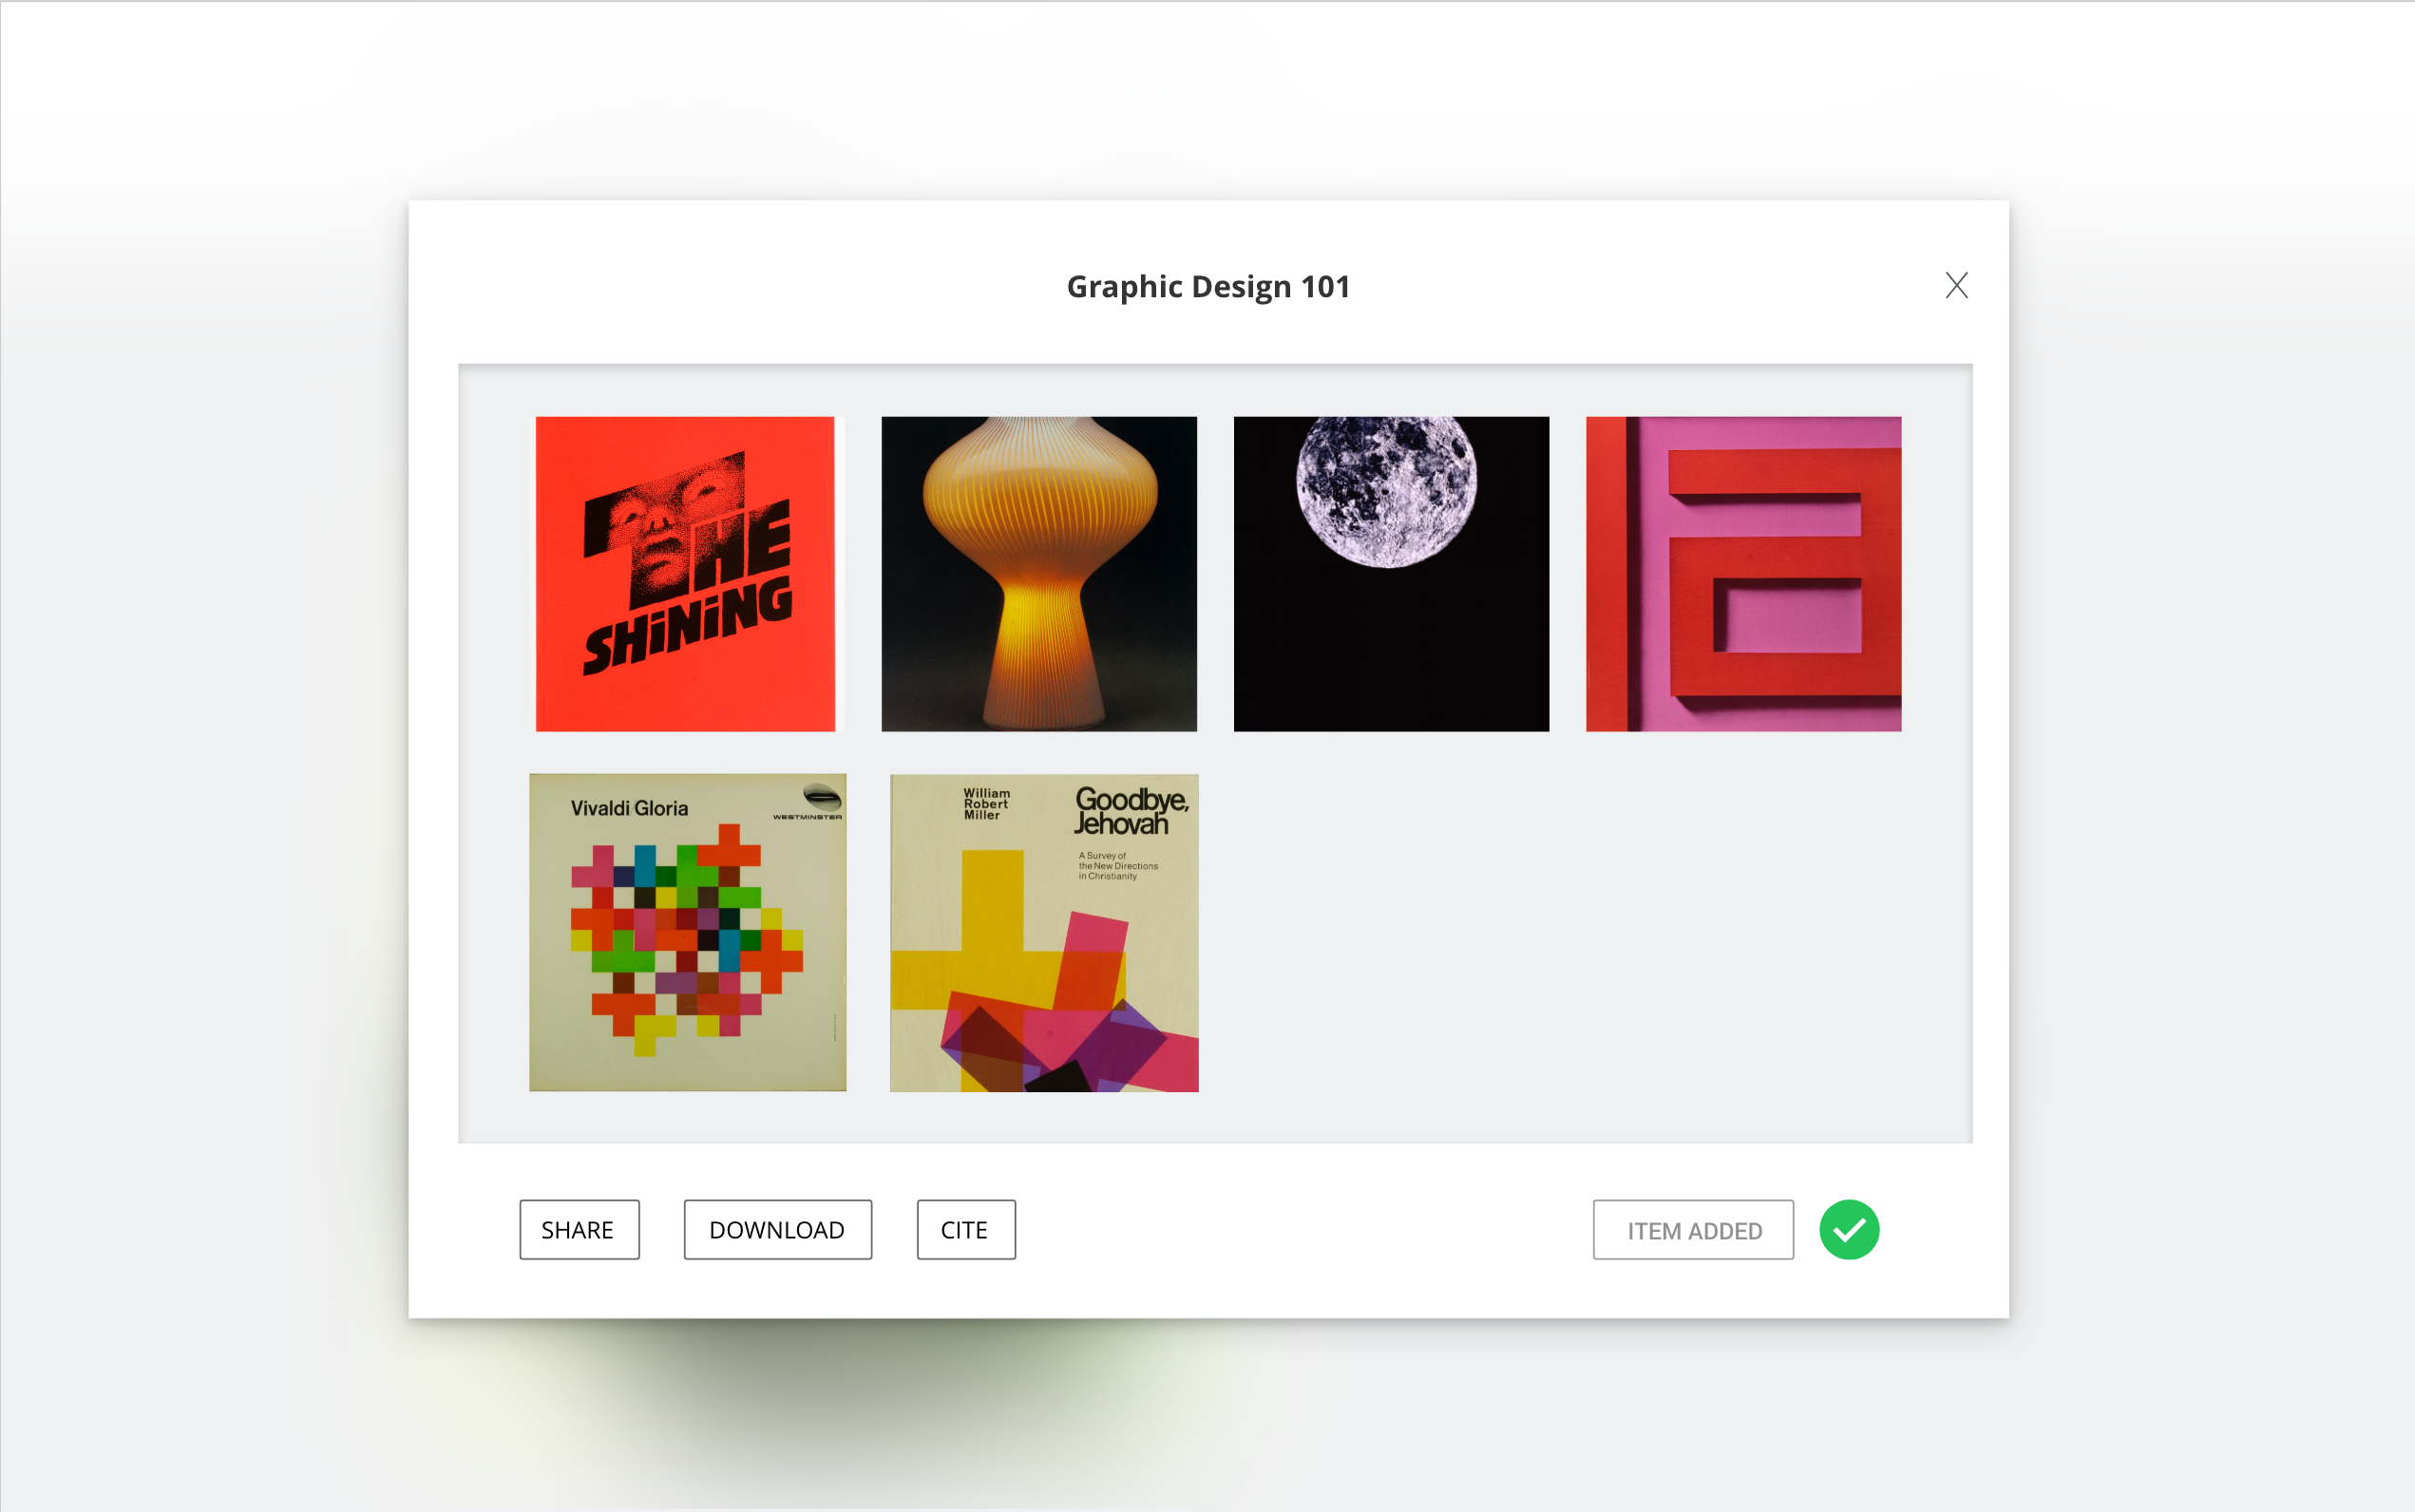 Graphic Design 101
X
THE
SHiNiNG
Vivaldi Gloria
WESTMINSTER
William
Robert
Miller
Goodbye,
Jehovah
A Survey of
the New Directions
in Christianity
SHARE
DOWNLOAD
CITE
ITEM ADDED